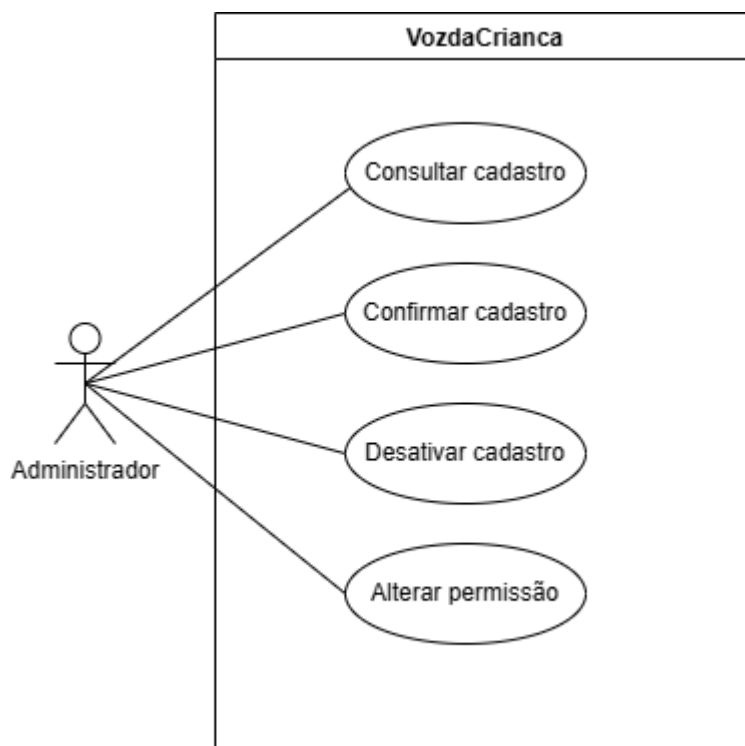 VozdaCrianca
Consultar cadastro
Confirmar cadastro
Desativar cadastro
Administrador
Alterar permissão